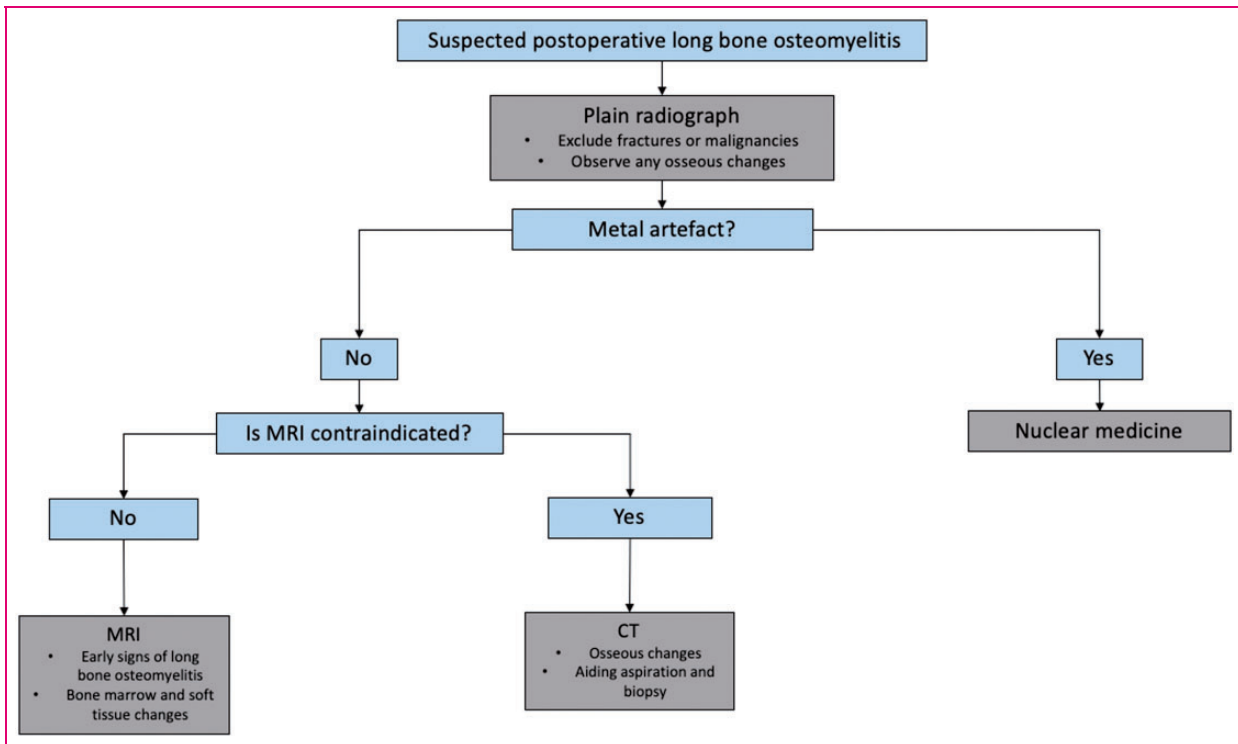 Suspected postoperative long bone osteomyelitis
Plain radiograph
• Exclude fractures or malignancies
• Observe any osseous changes
Metal artefact?
No
Yes
Is MRI contraindicated?
Nuclear medicine
No
Yes
MRI
• Early signs of long
bone osteomyelitis
• Bone marrow and soft
tissue changes
CT
• Osseous changes
• Aiding aspiration and
biopsy